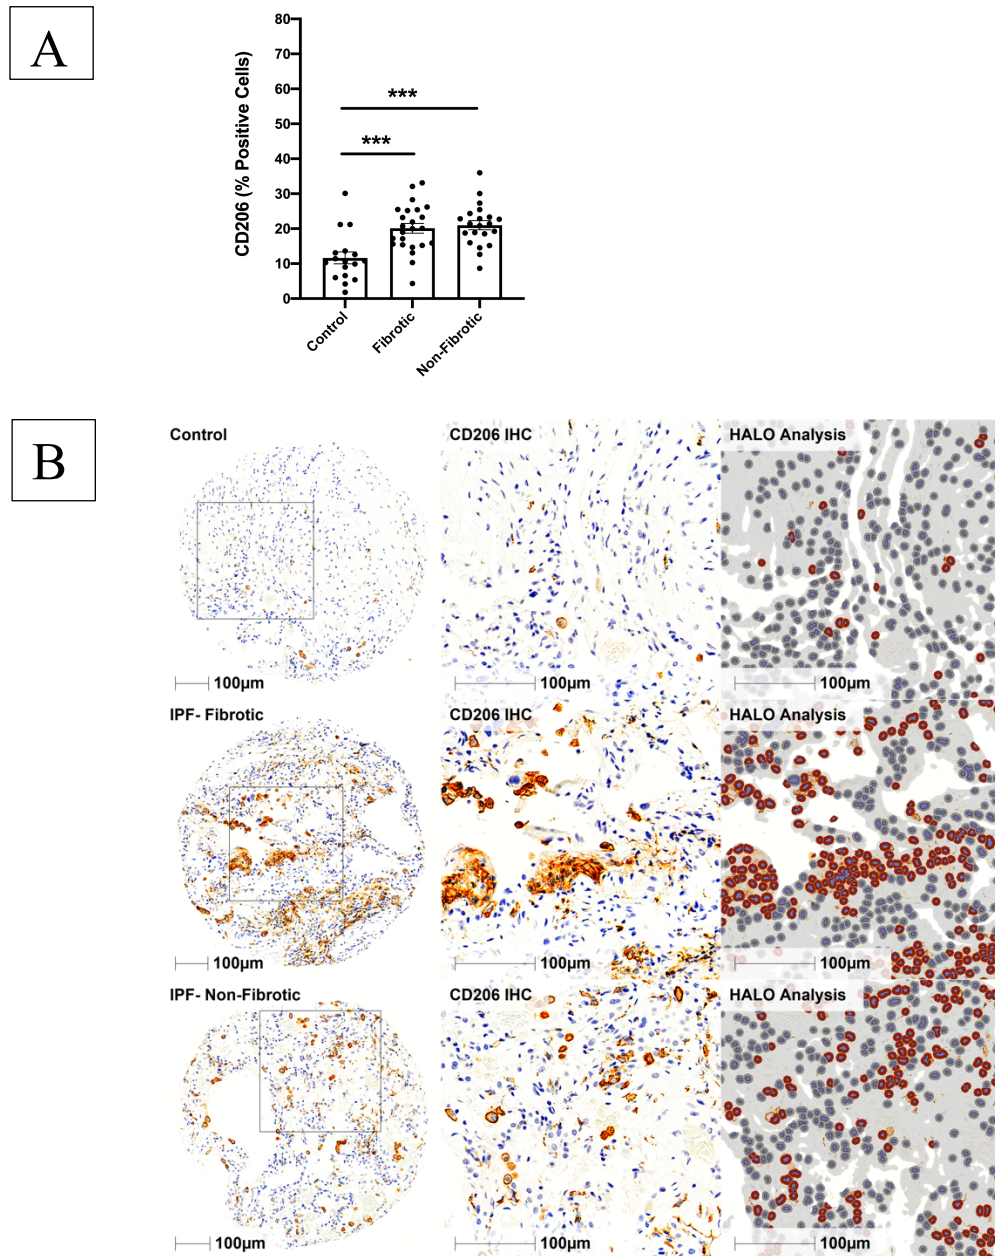 A
80
70
60
50
40
30
20
10
0
CD206 (% Positive Cells)
***
***
Control
Fibrotic
Non-Fibrotic
B
Control
CD206 IHC
HALO Analysis
100μm
100μm
100μm
IPF- Fibrotic
CD206 IHC
HALO Analysis
100μm
100μm
100μm
IPF- Non-Fibrotic
CD206 IHC
HALO Analysis
100μm
100μm
100μm